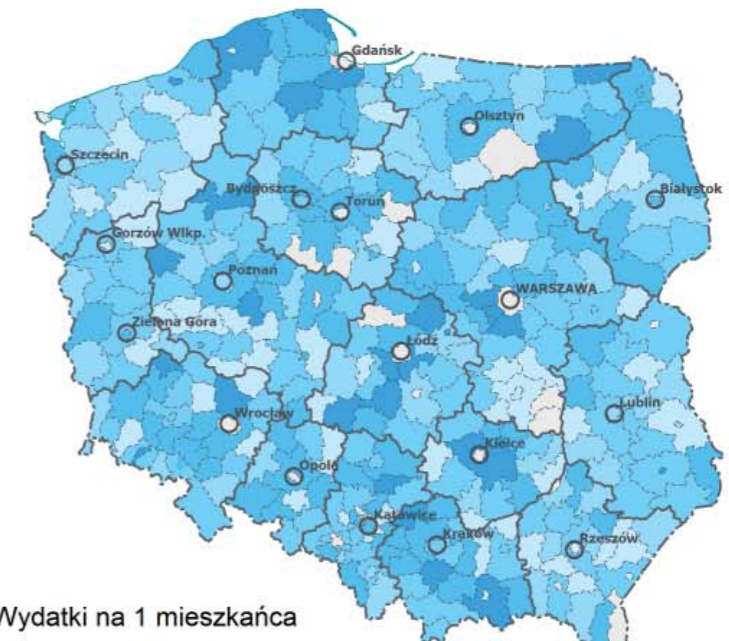 Gdańsk
Olsztyn
Szczecin
Bydgoszcz
Toruń
Białystok
Gorzów Wlkp.
Poznań
WARSZAWA
Zielona Góra
Łódź
Wrocław
Lublin
Kielce
Opole
Katowice
Kraków
Rzeszów
Wydatki na 1 mieszkańca